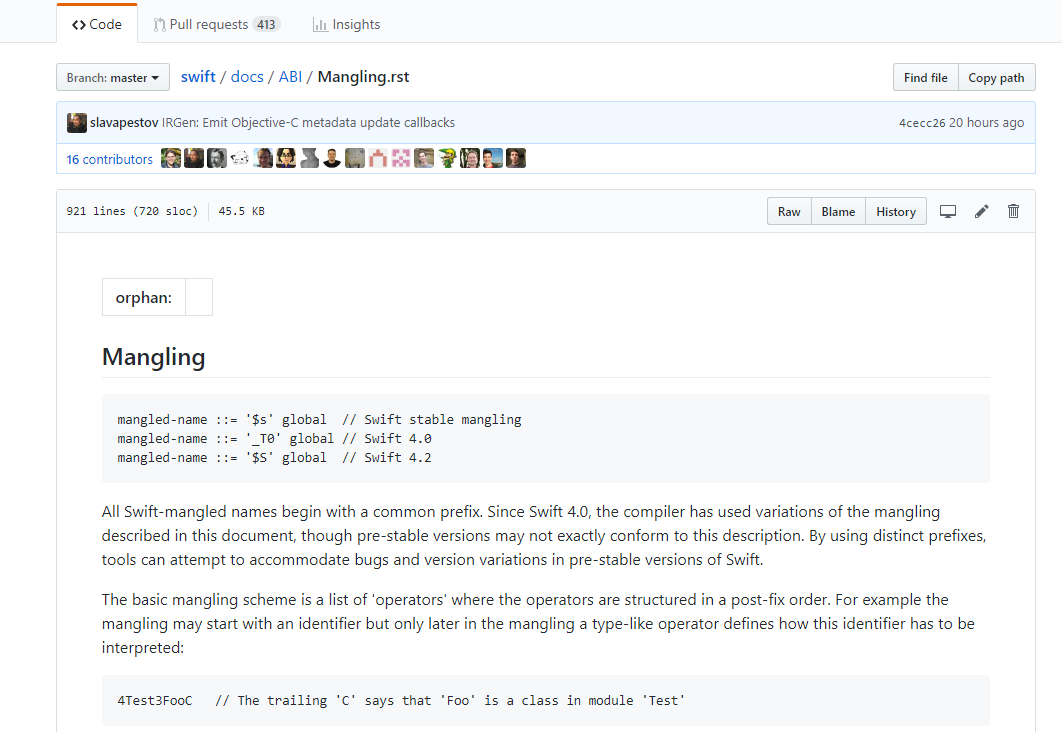 Code Pull requests 413 Insights
Branch: master swift / docs / ABI / Mangling.rst Find file Copy path
slavapestov IRGen: Emit Objective-C metadata update callbacks 4cecc26 20 hours ago
16 contributors
921 lines (720 sloc) 45.5 KB Raw Blame History
orphan:
Mangling
mangled-name ::= '$s' global  // Swift stable mangling
mangled-name ::= '_T0' global // Swift 4.0
mangled-name ::= '$S' global  // Swift 4.2
All Swift-mangled names begin with a common prefix. Since Swift 4.0, the compiler has used variations of the mangling
described in this document, though pre-stable versions may not exactly conform to this description. By using distinct prefixes,
tools can attempt to accommodate bugs and version variations in pre-stable versions of Swift.
The basic mangling scheme is a list of 'operators' where the operators are structured in a post-fix order. For example the
mangling may start with an identifier but only later in the mangling a type-like operator defines how this identifier has to be
interpreted:
4Test3FooC   // The trailing 'C' says that 'Foo' is a class in module 'Test'